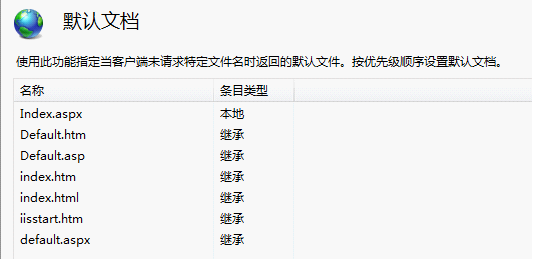 默认文档
使用此功能指定当客户端未请求特定文件名时返回的默认文件。按优先级顺序设置默认文档。
名称 条目类型
Index.aspx 本地
Default.htm 继承
Default.asp 继承
index.htm 继承
index.html 继承
iisstart.htm 继承
default.aspx 继承